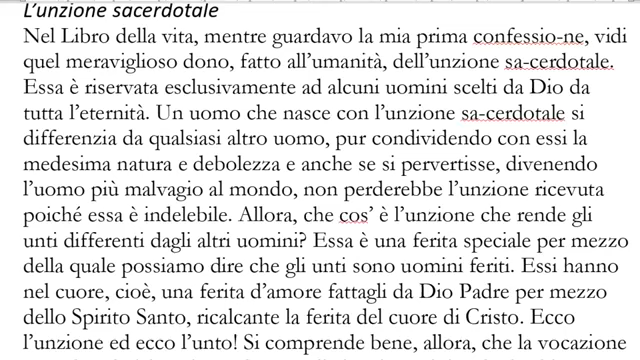 L’unzione sacerdotale
Nel Libro della vita, mentre guardavo la mia prima confessio-ne, vidi
quel meraviglioso dono, fatto all’umanità, dell’unzione sa-cerdotale.
Essa è riservata esclusivamente ad alcuni uomini scelti da Dio da
tutta l’eternità. Un uomo che nasce con l’unzione sa-cerdotale si
differenzia da qualsiasi altro uomo, pur condividendo con essi la
medesima natura e debolezza e anche se si pervertisse, divenendo
l’uomo più malvagio al mondo, non perderebbe l’unzione ricevuta
poiché essa è indelebile. Allora, che cos’ è l’unzione che rende gli
unti differenti dagli altri uomini? Essa è una ferita speciale per mezzo
della quale possiamo dire che gli unti sono uomini feriti. Essi hanno
nel cuore, cioè, una ferita d’amore fattagli da Dio Padre per mezzo
dello Spirito Santo, ricalcante la ferita del cuore di Cristo. Ecco
l’unzione ed ecco l’unto! Si comprende bene, allora, che la vocazione